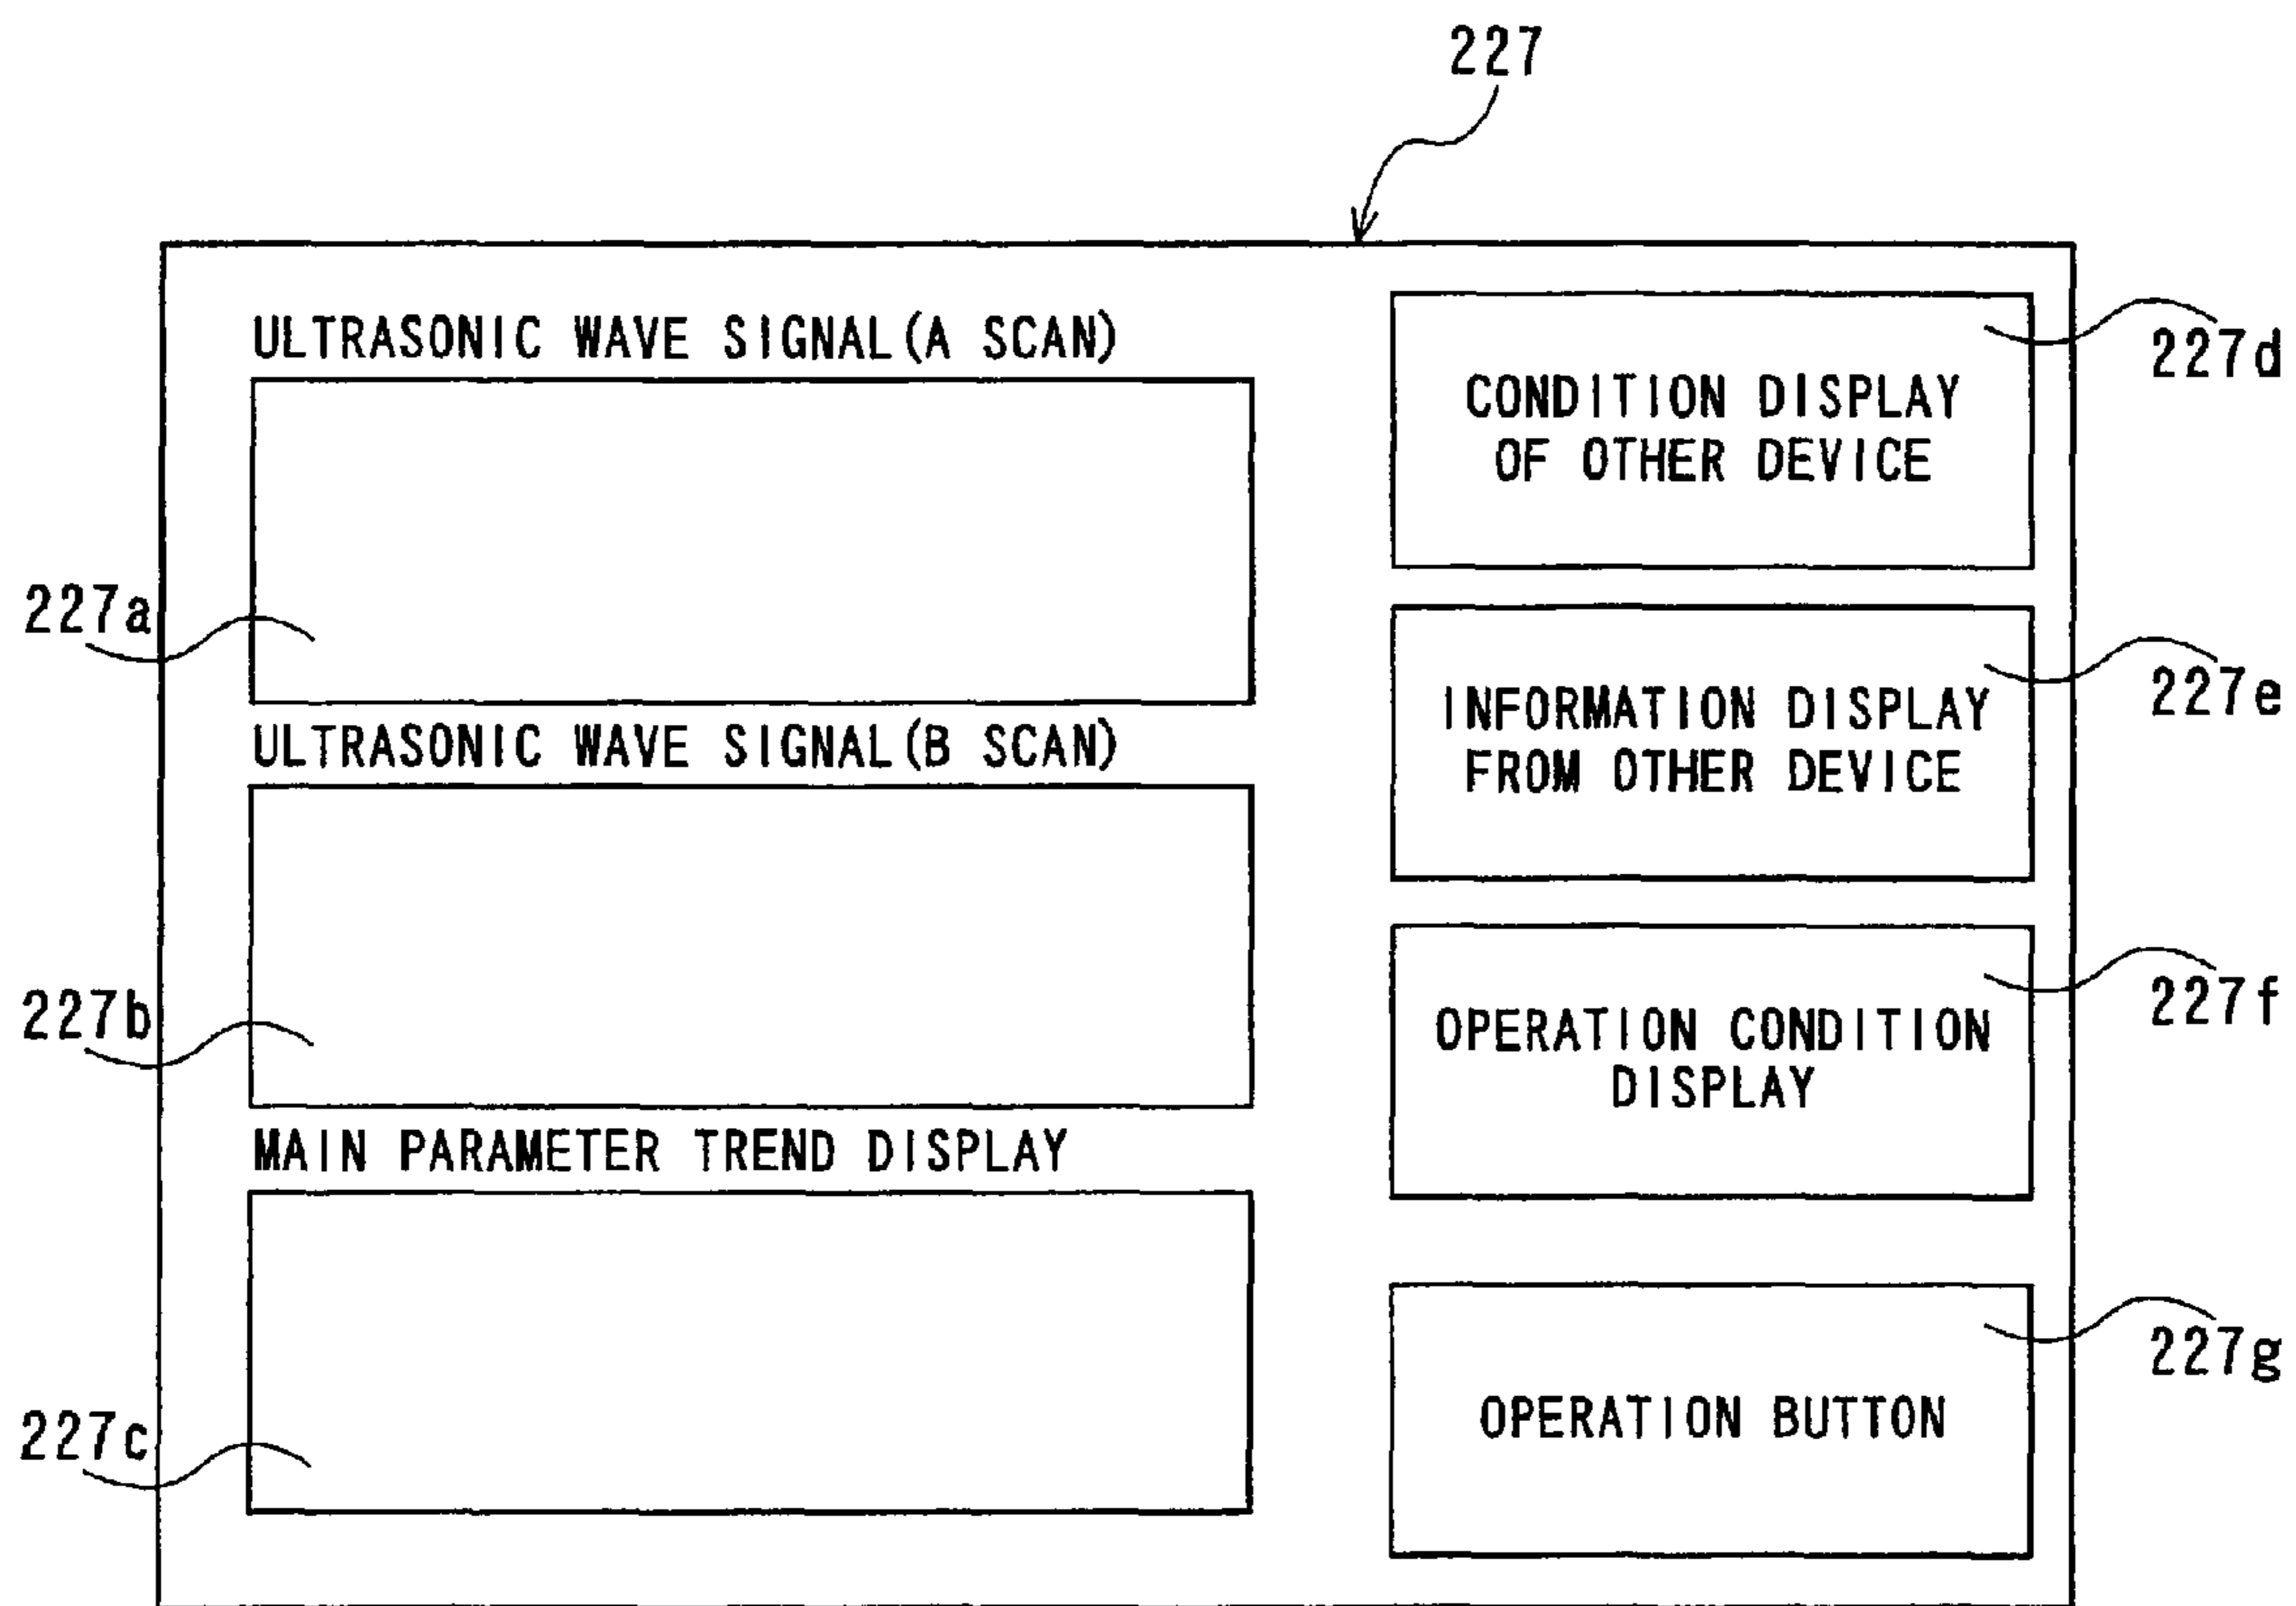 227
ULTRASONIC WAVE SIGNAL(A SCAN)
227a
ULTRASONIC WAVE SIGNAL(B SCAN)
227b
MAIN PARAMETER TREND DISPLAY
227c
CONDITION DISPLAY
OF OTHER DEVICE
227d
INFORMATION DISPLAY
FROM OTHER DEVICE
227e
OPERATION CONDITION
DISPLAY
227f
OPERATION BUTTON
227g